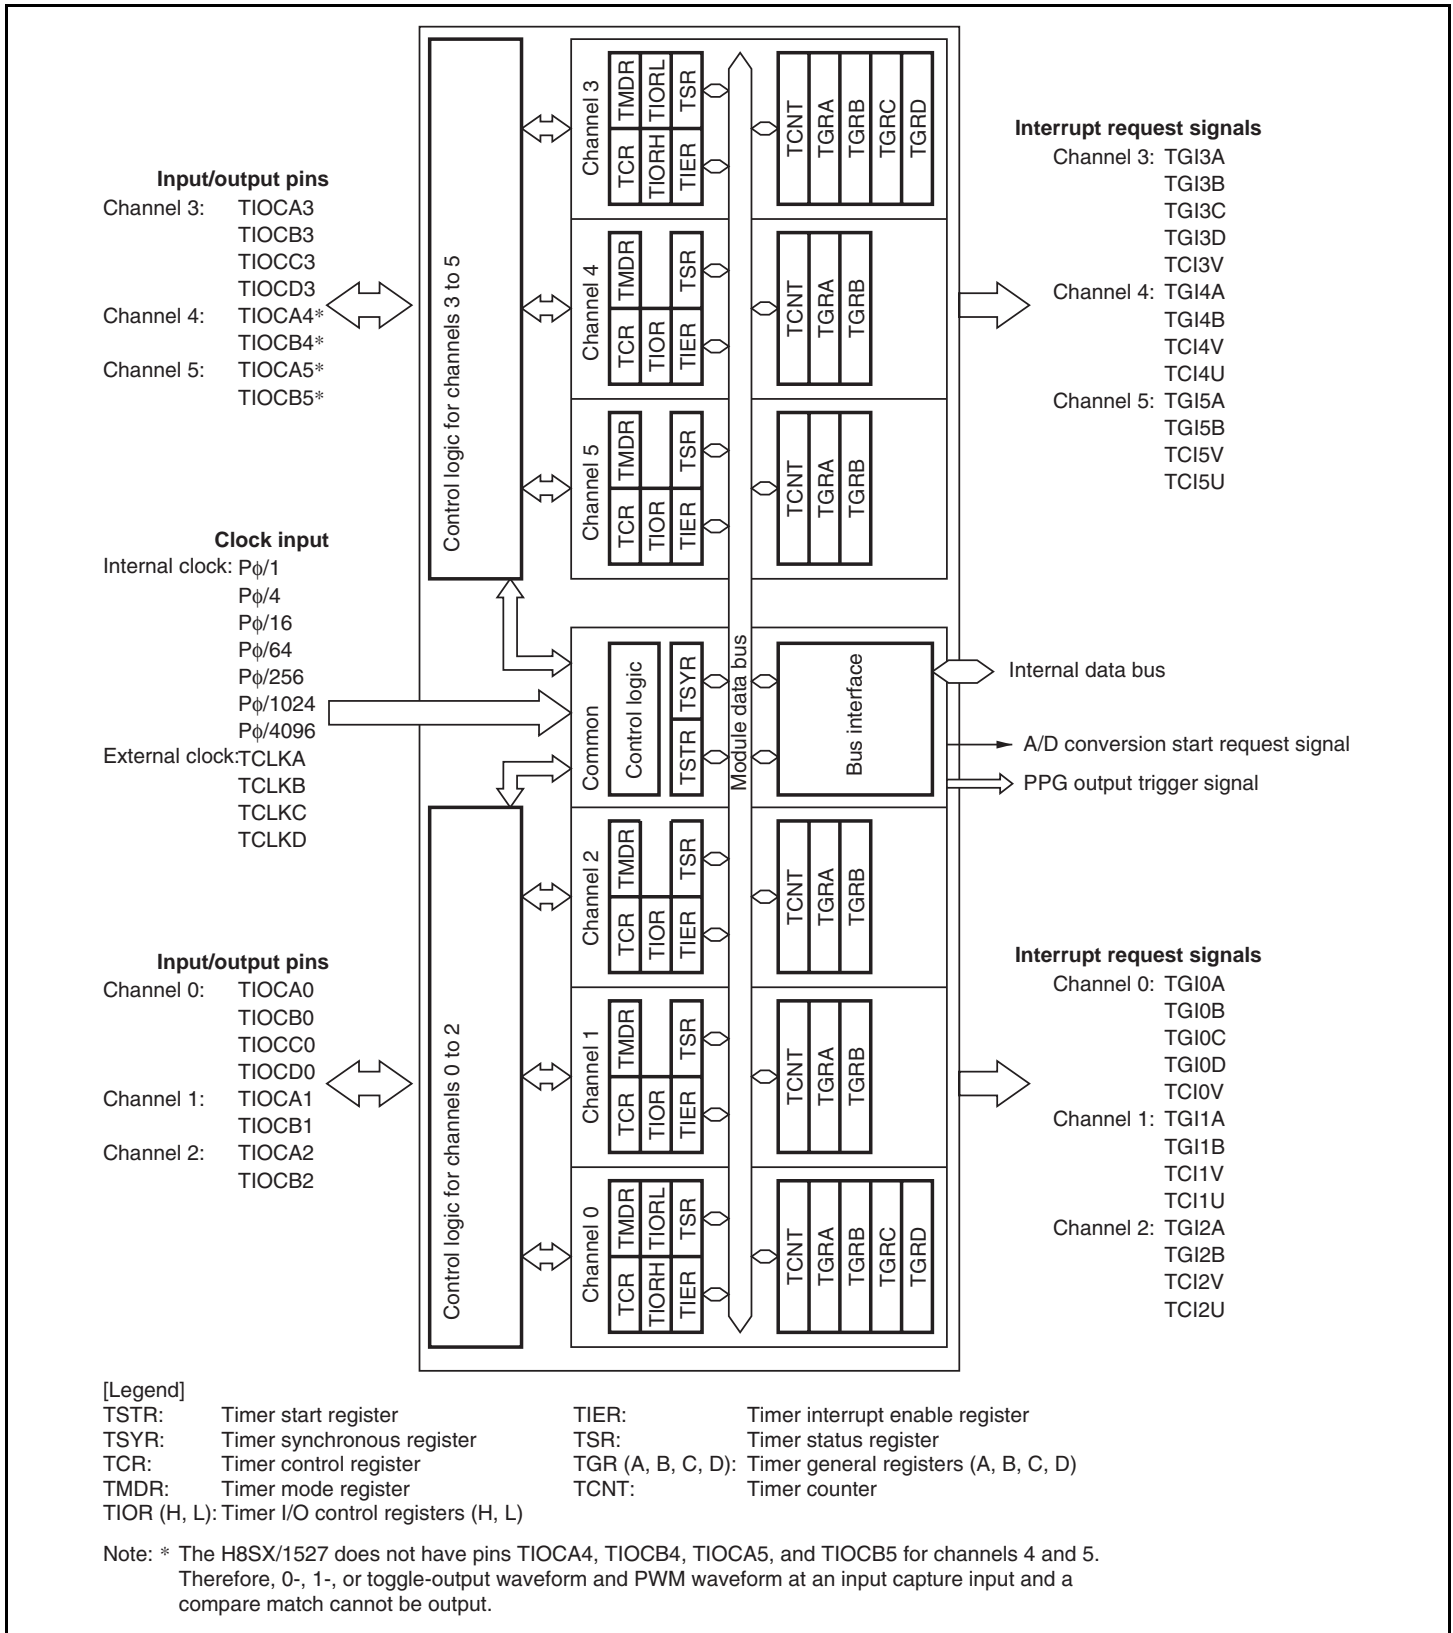 Input/output pins
Channel 3: TIOCA3
TIOCB3
TIOCC3
TIOCD3
Channel 4: TIOCA4*
TIOCB4*
Channel 5: TIOCA5*
TIOCB5*
Clock input
Internal clock: Pϕ/1
Pϕ/4
Pϕ/16
Pϕ/64
Pϕ/256
Pϕ/1024
Pϕ/4096
External clock: TCLKA
TCLKB
TCLKC
TCLKD
Input/output pins
Channel 0: TIOCA0
TIOCB0
TIOCC0
TIOCD0
Channel 1: TIOCA1
TIOCB1
Channel 2: TIOCA2
TIOCB2
Control logic for channels 3 to 5
Control logic for channels 0 to 2
Channel 3
TCR TMDR
TIORH TIORL
TIER TSR
TCNT
TGRA
TGRB
TGRC
TGRD
Channel 4
TCR TMDR
TIOR
TIER TSR
TCNT
TGRA
TGRB
Channel 5
TCR TMDR
TIOR
TIER TSR
TCNT
TGRA
TGRB
Common
Control logic
TSTR TSYR
Module data bus
Bus interface
Channel 2
TCR TMDR
TIOR
TIER TSR
TCNT
TGRA
TGRB
Channel 1
TCR TMDR
TIOR
TIER TSR
TCNT
TGRA
TGRB
Channel 0
TCR TMDR
TIORH TIORL
TIER TSR
TCNT
TGRA
TGRB
TGRC
TGRD
Interrupt request signals
Channel 3: TGI3A
TGI3B
TGI3C
TGI3D
TCI3V
Channel 4: TGI4A
TGI4B
TCI4V
TCI4U
Channel 5: TGI5A
TGI5B
TCI5V
TCI5U
Internal data bus
A/D conversion start request signal
PPG output trigger signal
Interrupt request signals
Channel 0: TGI0A
TGI0B
TGI0C
TGI0D
TCI0V
Channel 1: TGI1A
TGI1B
TCI1V
TCI1U
Channel 2: TGI2A
TGI2B
TCI2V
TCI2U
[Legend]
TSTR: Timer start register
TSYR: Timer synchronous register
TCR: Timer control register
TMDR: Timer mode register
TIOR (H, L): Timer I/O control registers (H, L)
TIER: Timer interrupt enable register
TSR: Timer status register
TGR (A, B, C, D): Timer general registers (A, B, C, D)
TCNT: Timer counter
Note: * The H8SX/1527 does not have pins TIOCA4, TIOCB4, TIOCA5, and TIOCB5 for channels 4 and 5.
Therefore, 0-, 1-, or toggle-output waveform and PWM waveform at an input capture input and a
compare match cannot be output.